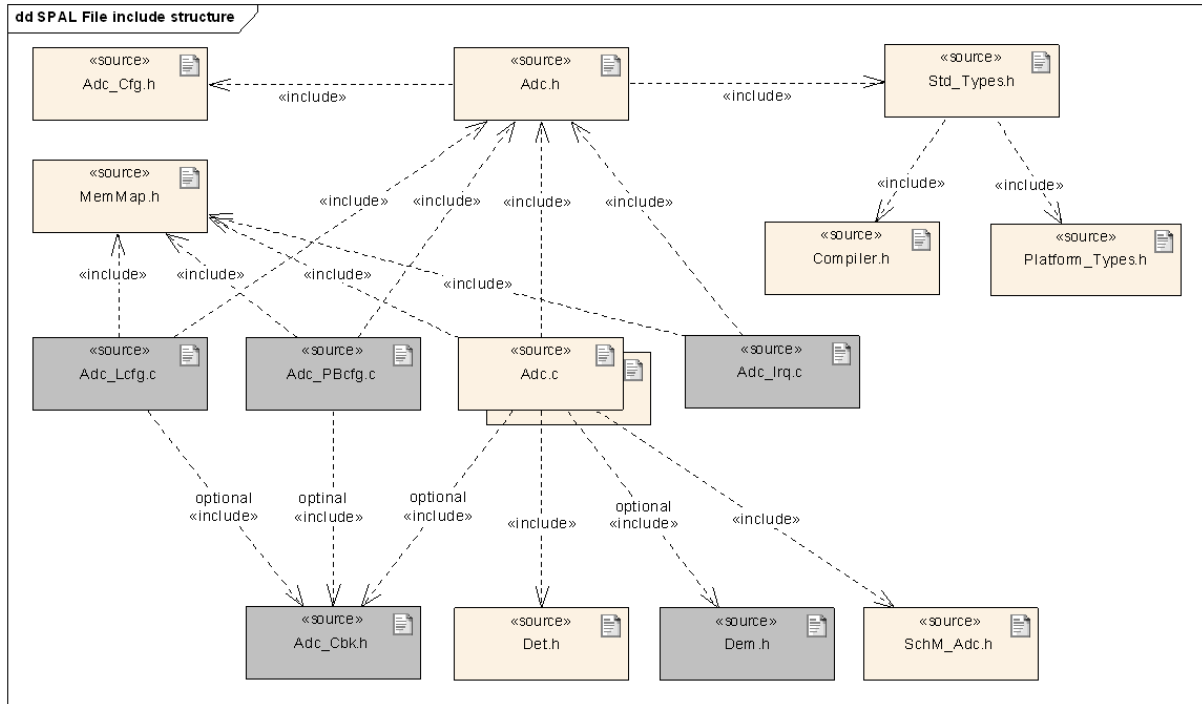 dd SPAL File include structure
«source»
Adc_Cfg.h
«source»
Adc.h
«source»
Std_Types.h
«include»
«include»
«source»
MemMap.h
«include»
«include»
«include»
«include»
«include»
«include»
«source»
Compiler.h
«source»
Platform_Types.h
«include»
«include»
«include»
«include»
«source»
Adc_Lcfg.c
«source»
Adc_PBcfg.c
«source»
Adc.c
«source»
Adc_Irq.c
optional
«include»
optinal
«include»
optional
«include»
«include»
optional
«include»
«include»
«source»
Adc_Cbk.h
«source»
Det.h
«source»
Dem.h
«source»
SchM_Adc.h